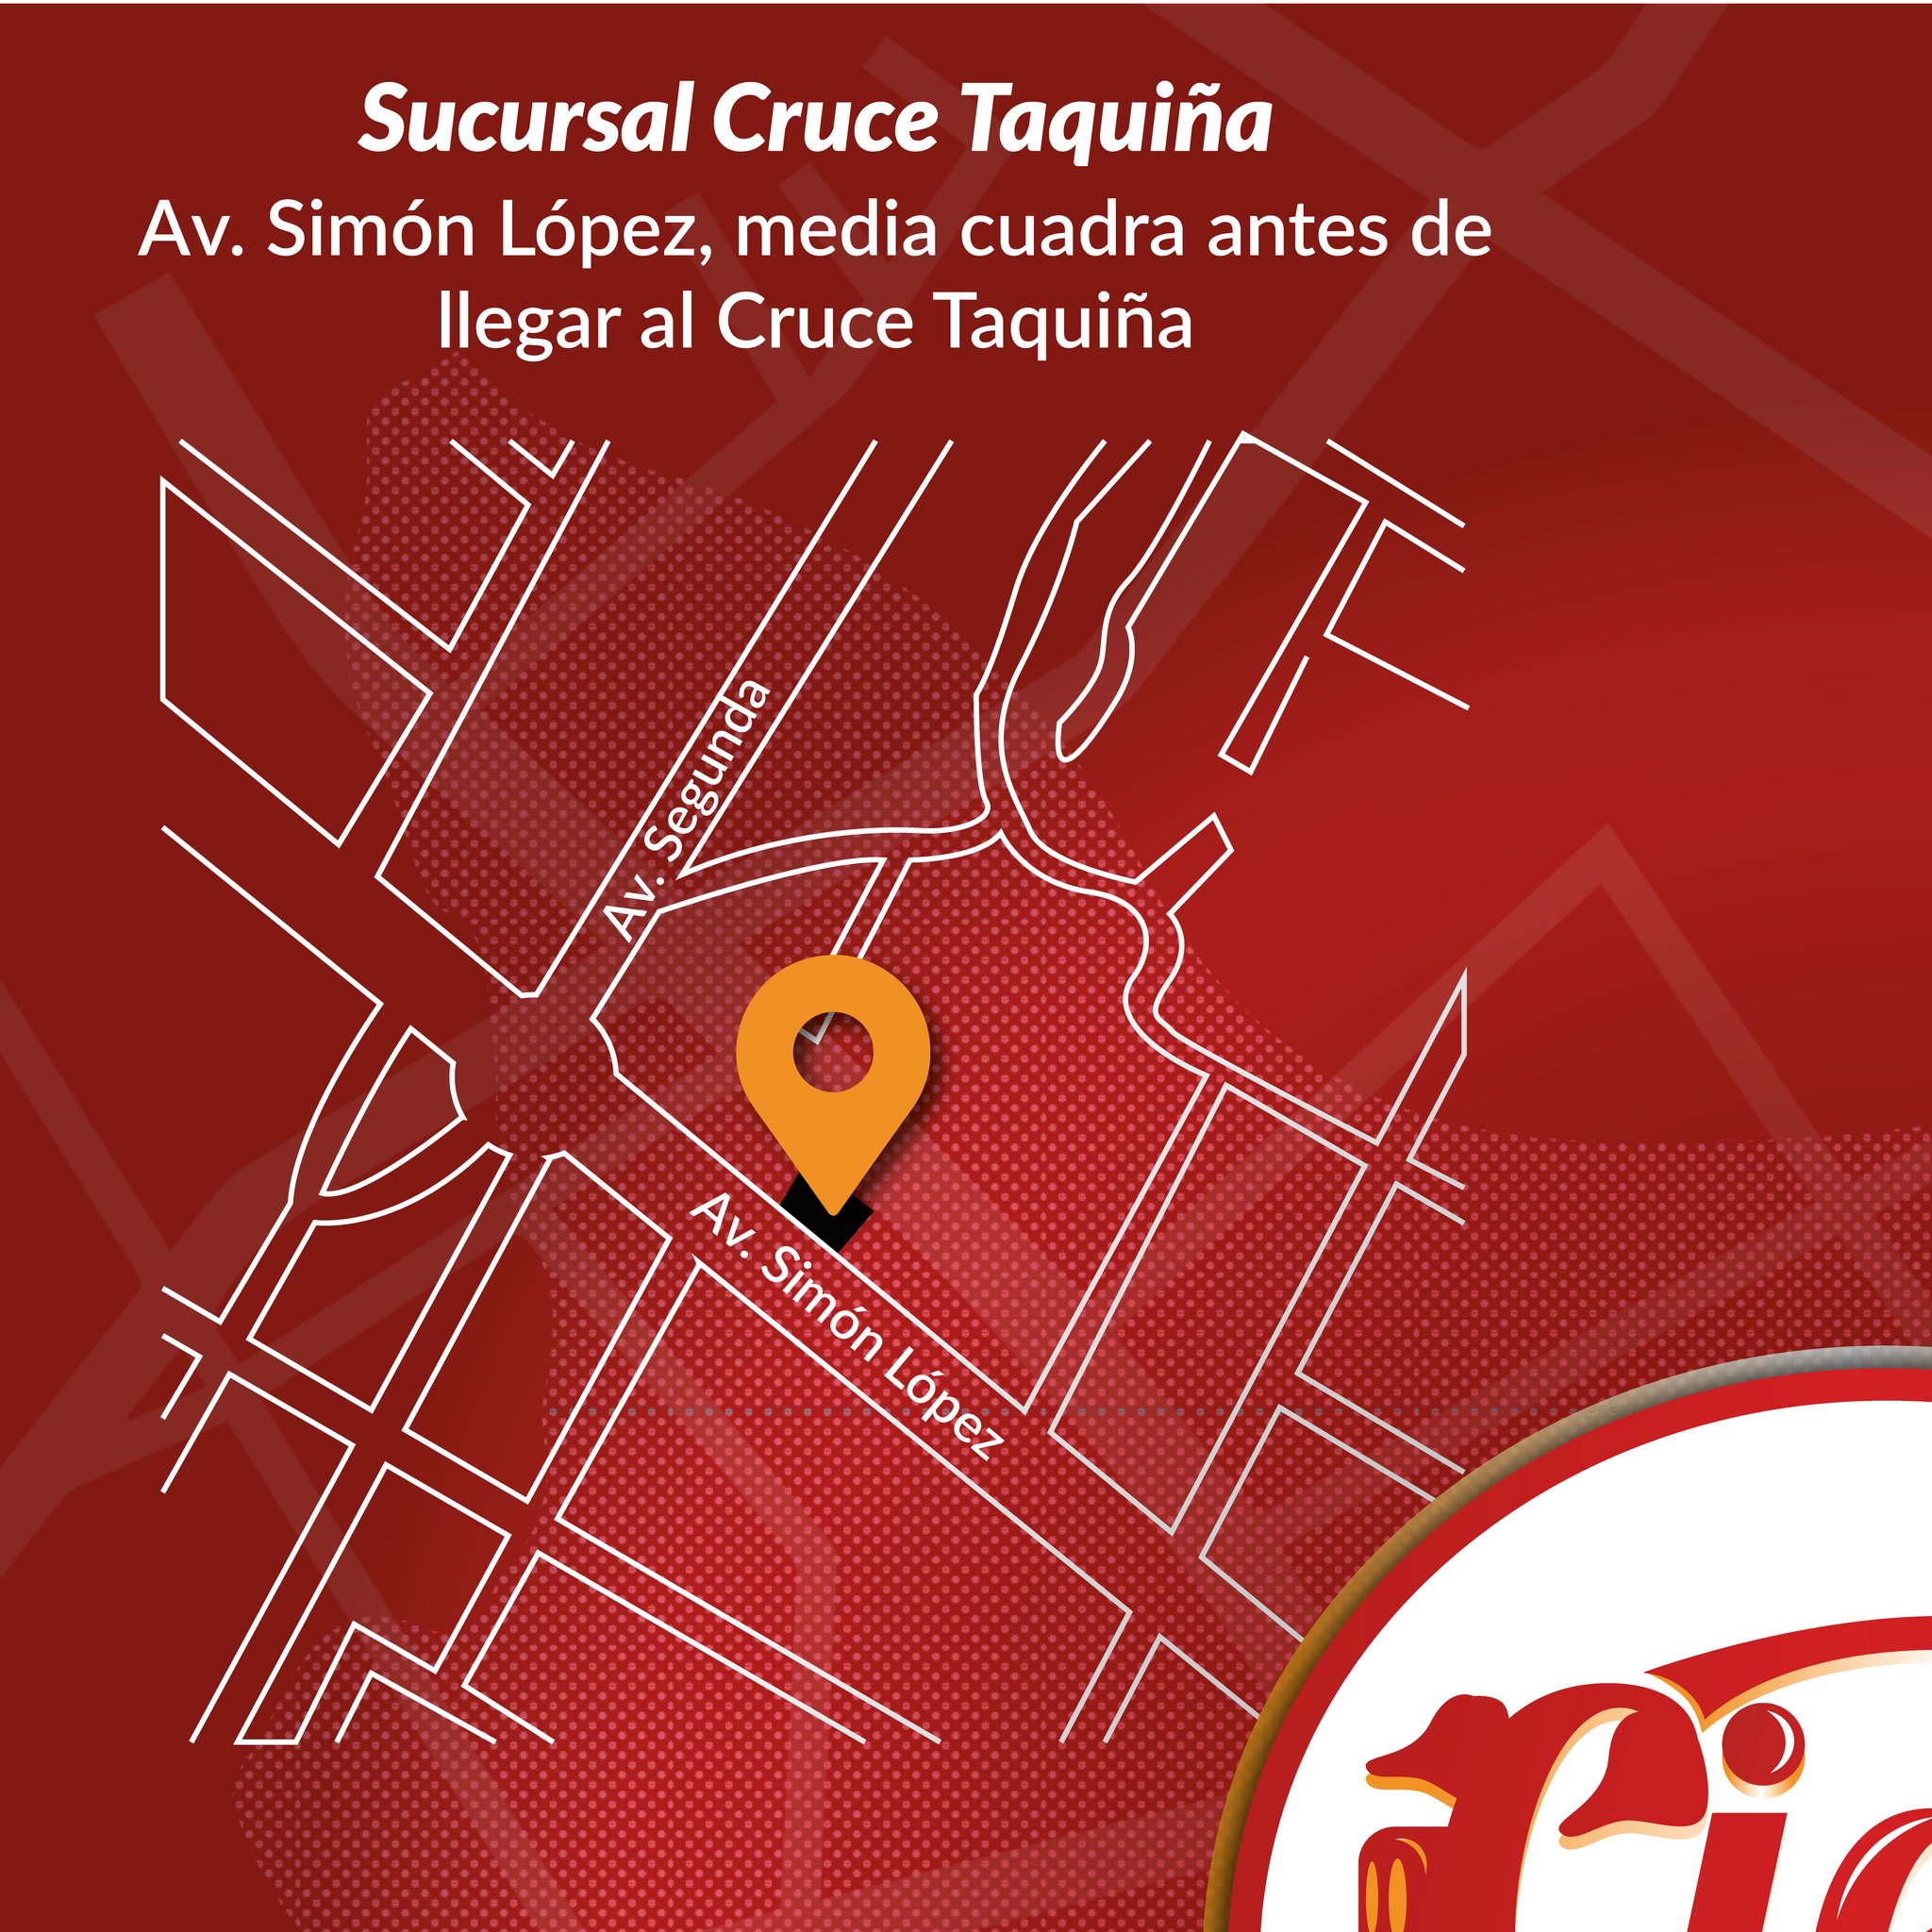 Sucursal Cruce Taquiña
Av. Simón López, media cuadra antes de
llegar al Cruce Taquiña
Av. Segunda
Av. Simón López